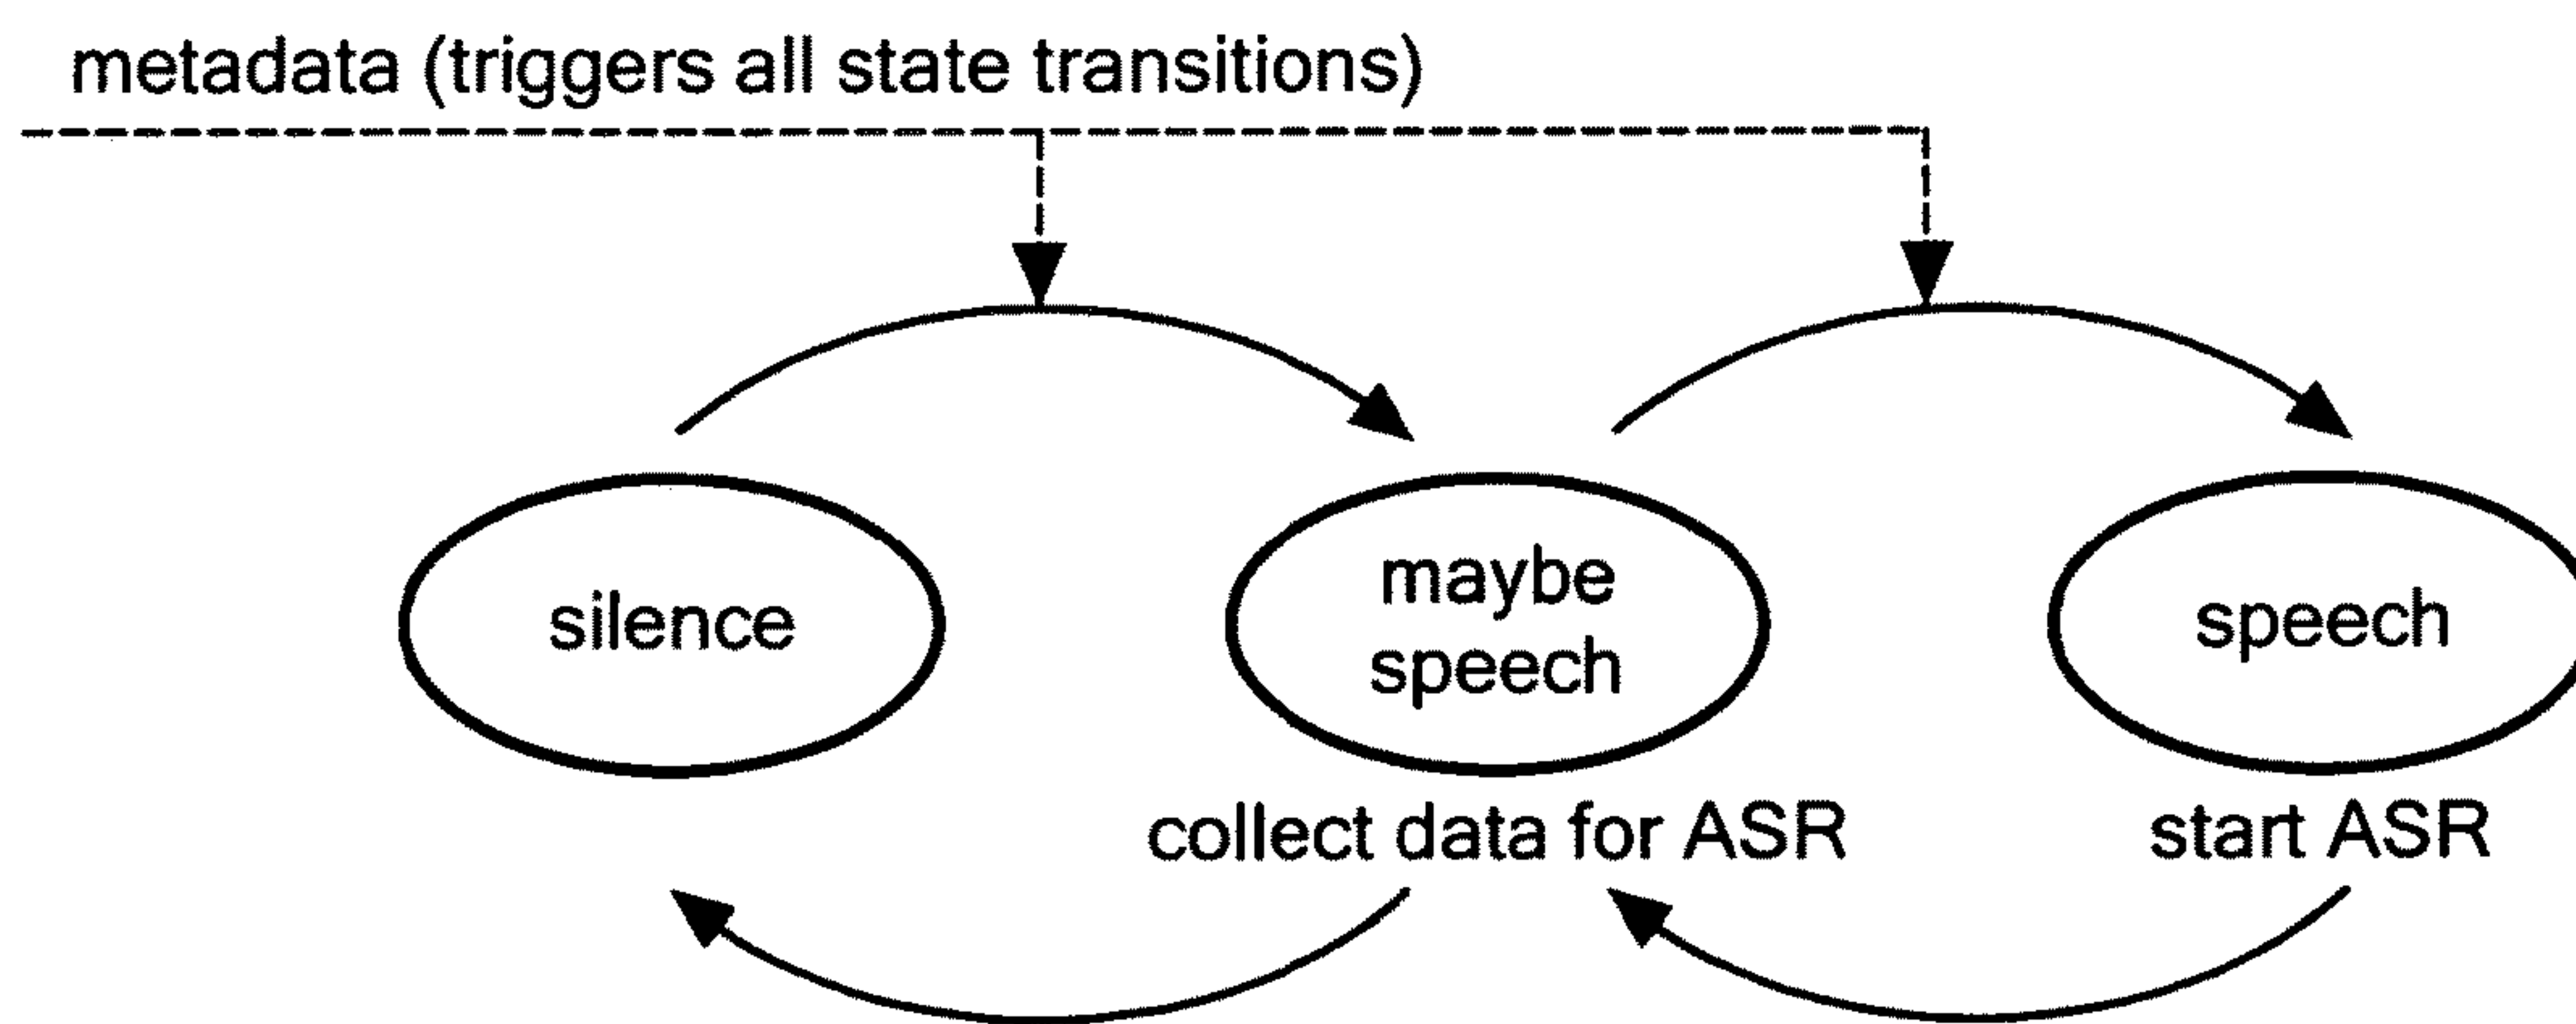 metadata (triggers all state transitions)
silence
maybe
speech
speech
collect data for ASR
start ASR